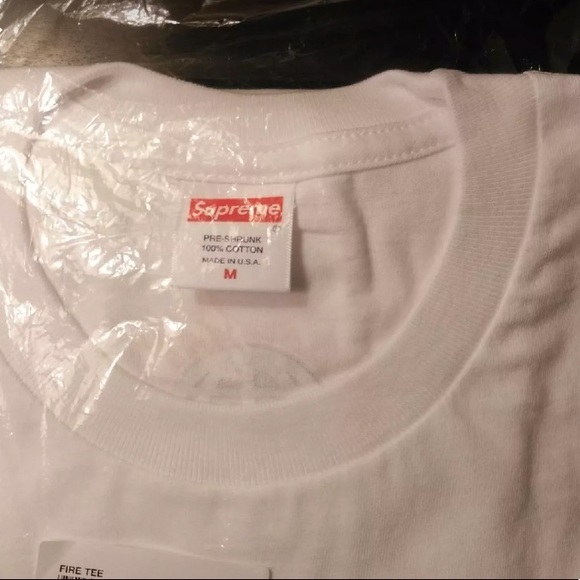 Supreme
®
PRE-SHRUNK
100% COTTON
MADE IN U.S.A.
M
FIRE TEE